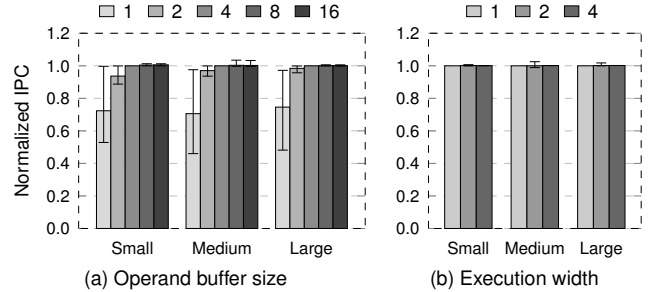 1 2 4 8 16
1 2 4
Normalized IPC
1.2
1.0
0.8
0.6
0.4
0.2
0.0
Small Medium Large
(a) Operand buffer size
1.2
1.0
0.8
0.6
0.4
0.2
0.0
Small Medium Large
(b) Execution width